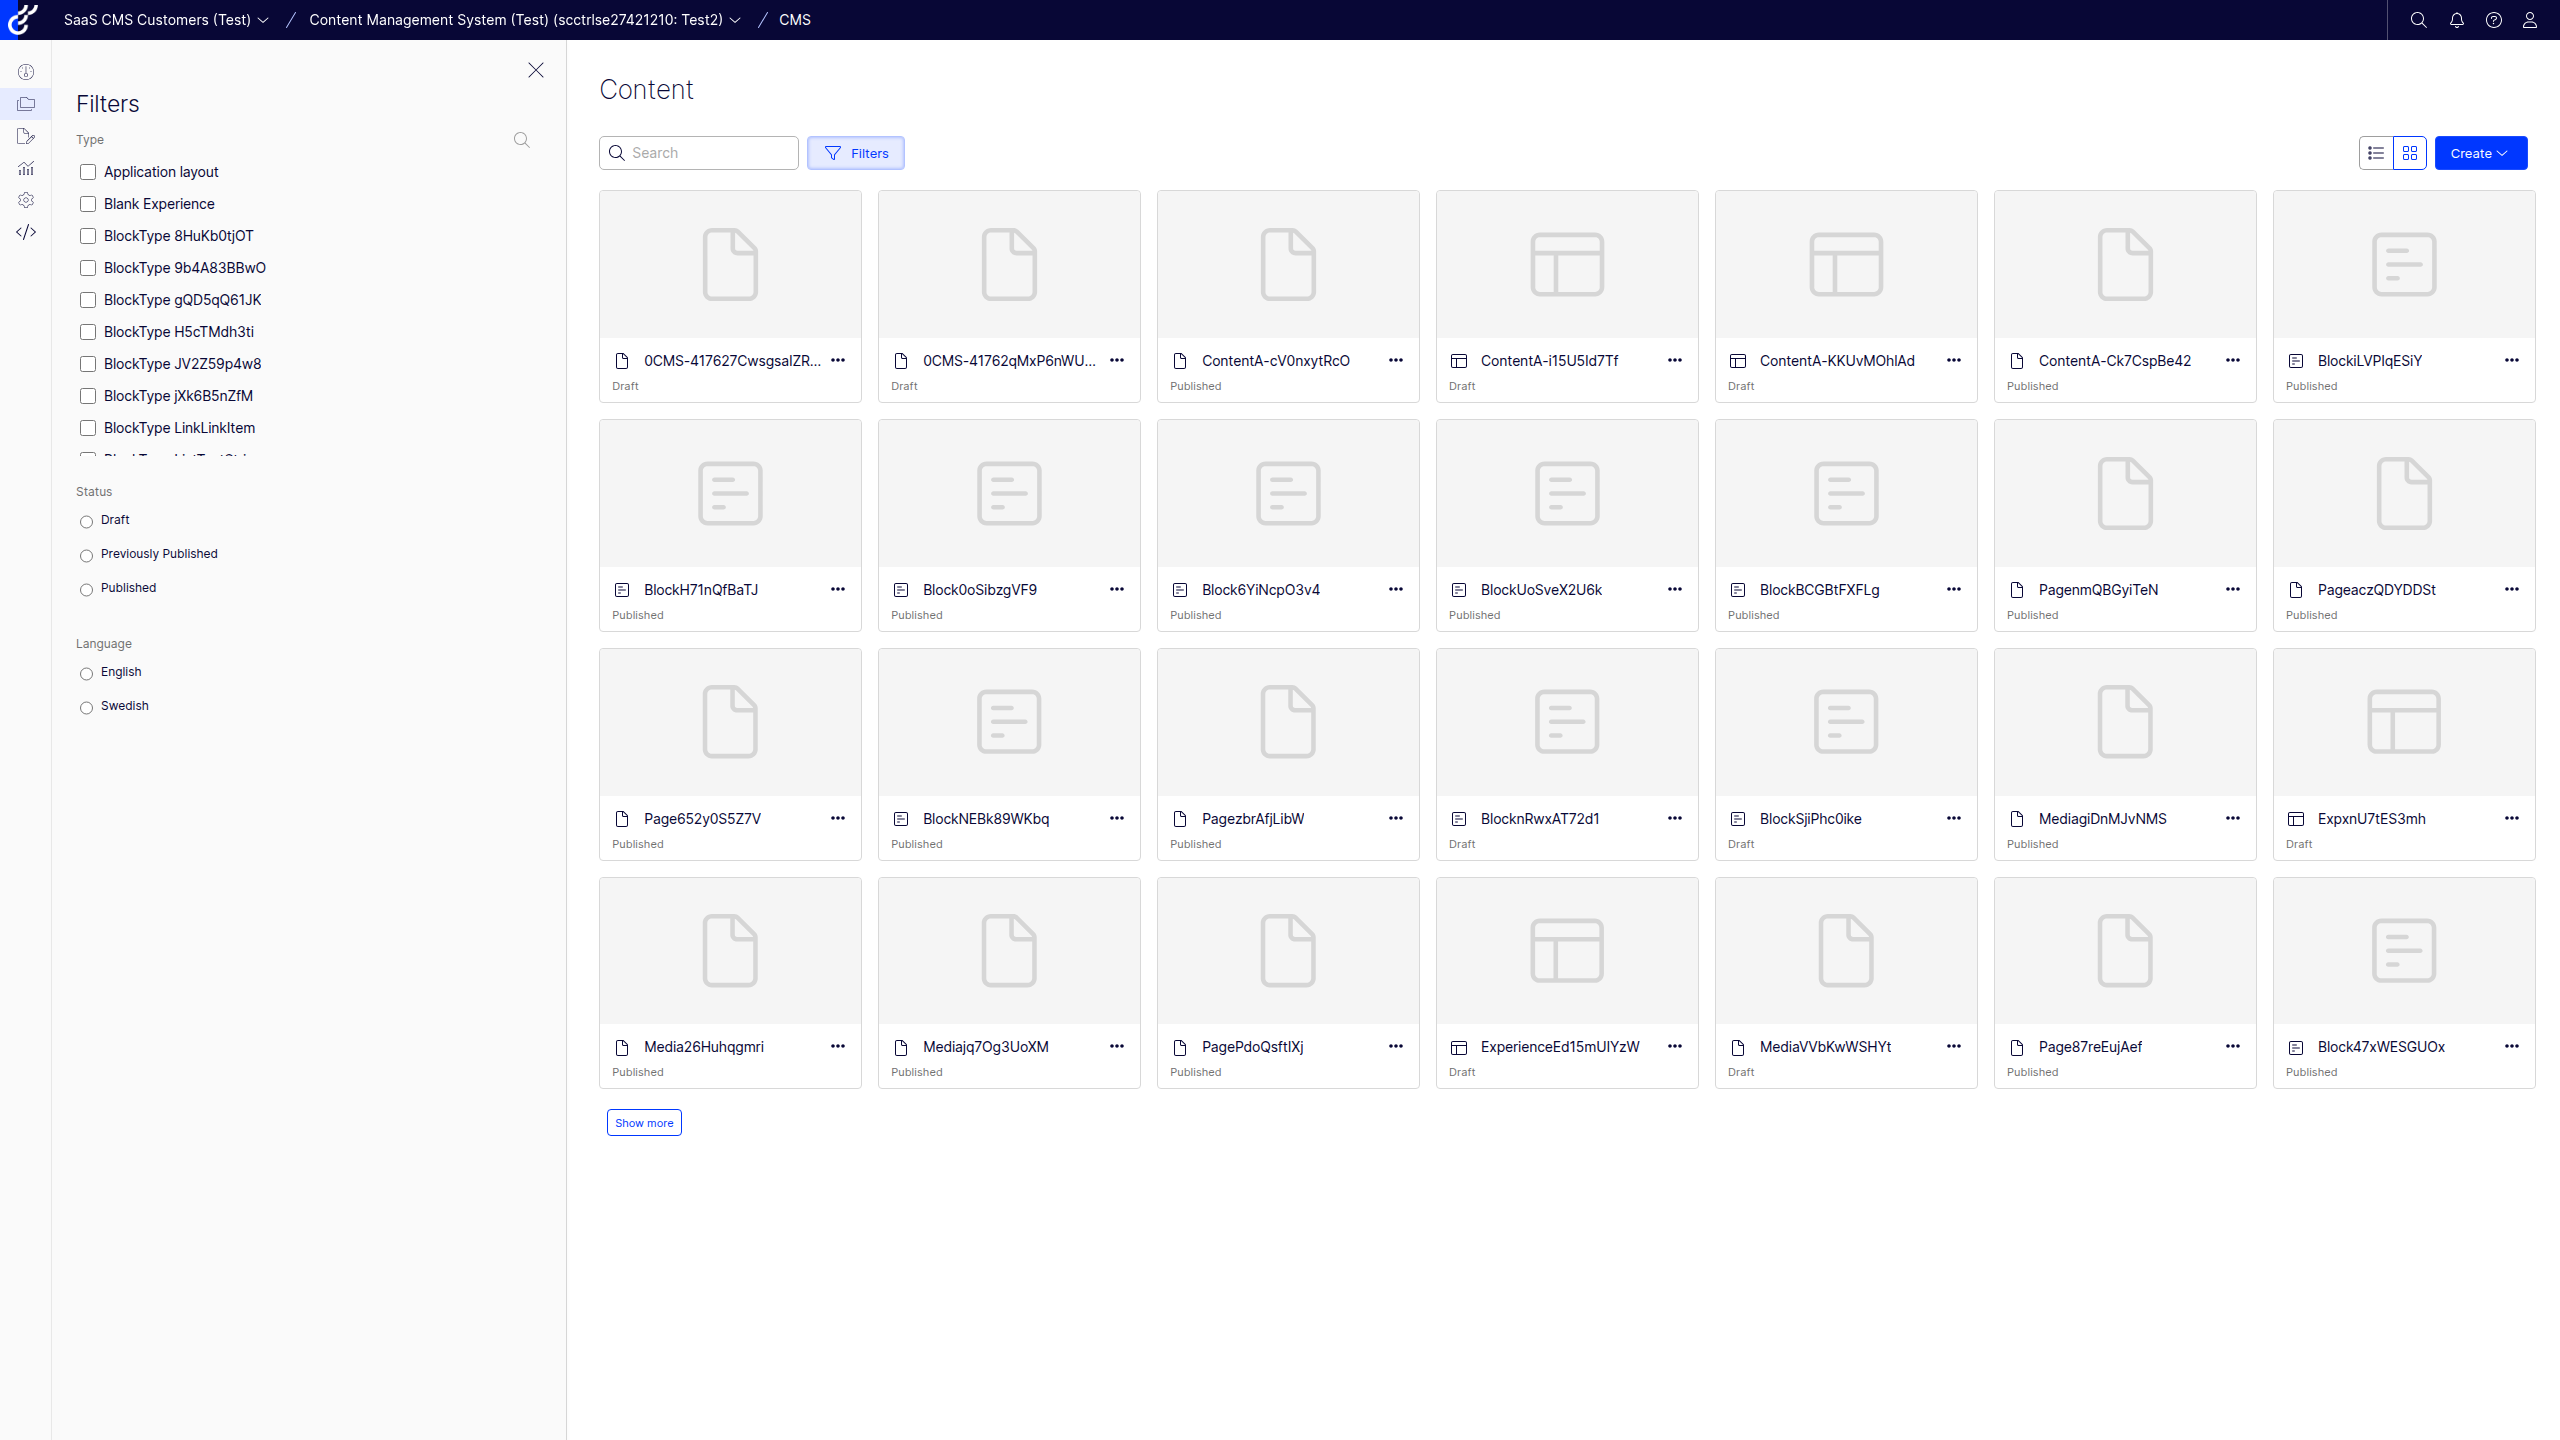 SaaS CMS Customers (Test) / Content Management System (Test) (scctrlse27421210: Test2) / CMS
Filters
Type
Application layout
Blank Experience
BlockType 8HuKb0tjOT
BlockType 9b4A83BBwO
BlockType gQD5qQ61JK
BlockType H5cTMdh3ti
BlockType JV2Z59p4w8
BlockType jXk6B5nZfM
BlockType LinkLinkItem
Status
Draft
Previously Published
Published
Language
English
Swedish
Content
Search Filters Create
0CMS-417627CwsgsaIZR... 0CMS-41762qMxP6nWU... ContentA-cV0nxytRcO ContentA-i15U5Id7Tf ContentA-KKUvMOhIAd ContentA-Ck7CspBe42 BlockiLVPIqESiY
Draft Draft Published Draft Draft Published Published
BlockH71nQfBaTJ Block0oSibzgVF9 Block6YiNcpO3v4 BlockUoSveX2U6k BlockBCGBtFXFLg PagenmQBGyiTeN PageaczQDYDDSt
Published Published Published Published Published Published Published
Page652y0S5Z7V BlockNEBk89WKbq PagezbrAfjLibW BlocknRwxAT72d1 BlockSjiPhc0ike MediagiDnMJvNMS ExpxnU7tES3mh
Published Published Published Draft Draft Published Draft
Media26Huhqgmri Mediajq7Og3UoXM PagePdoQsftIXj ExperienceEd15mUIYzW MediaVVbKwWSHYt Page87reEujAef Block47xWESGUOx
Published Published Published Draft Draft Published Published
Show more